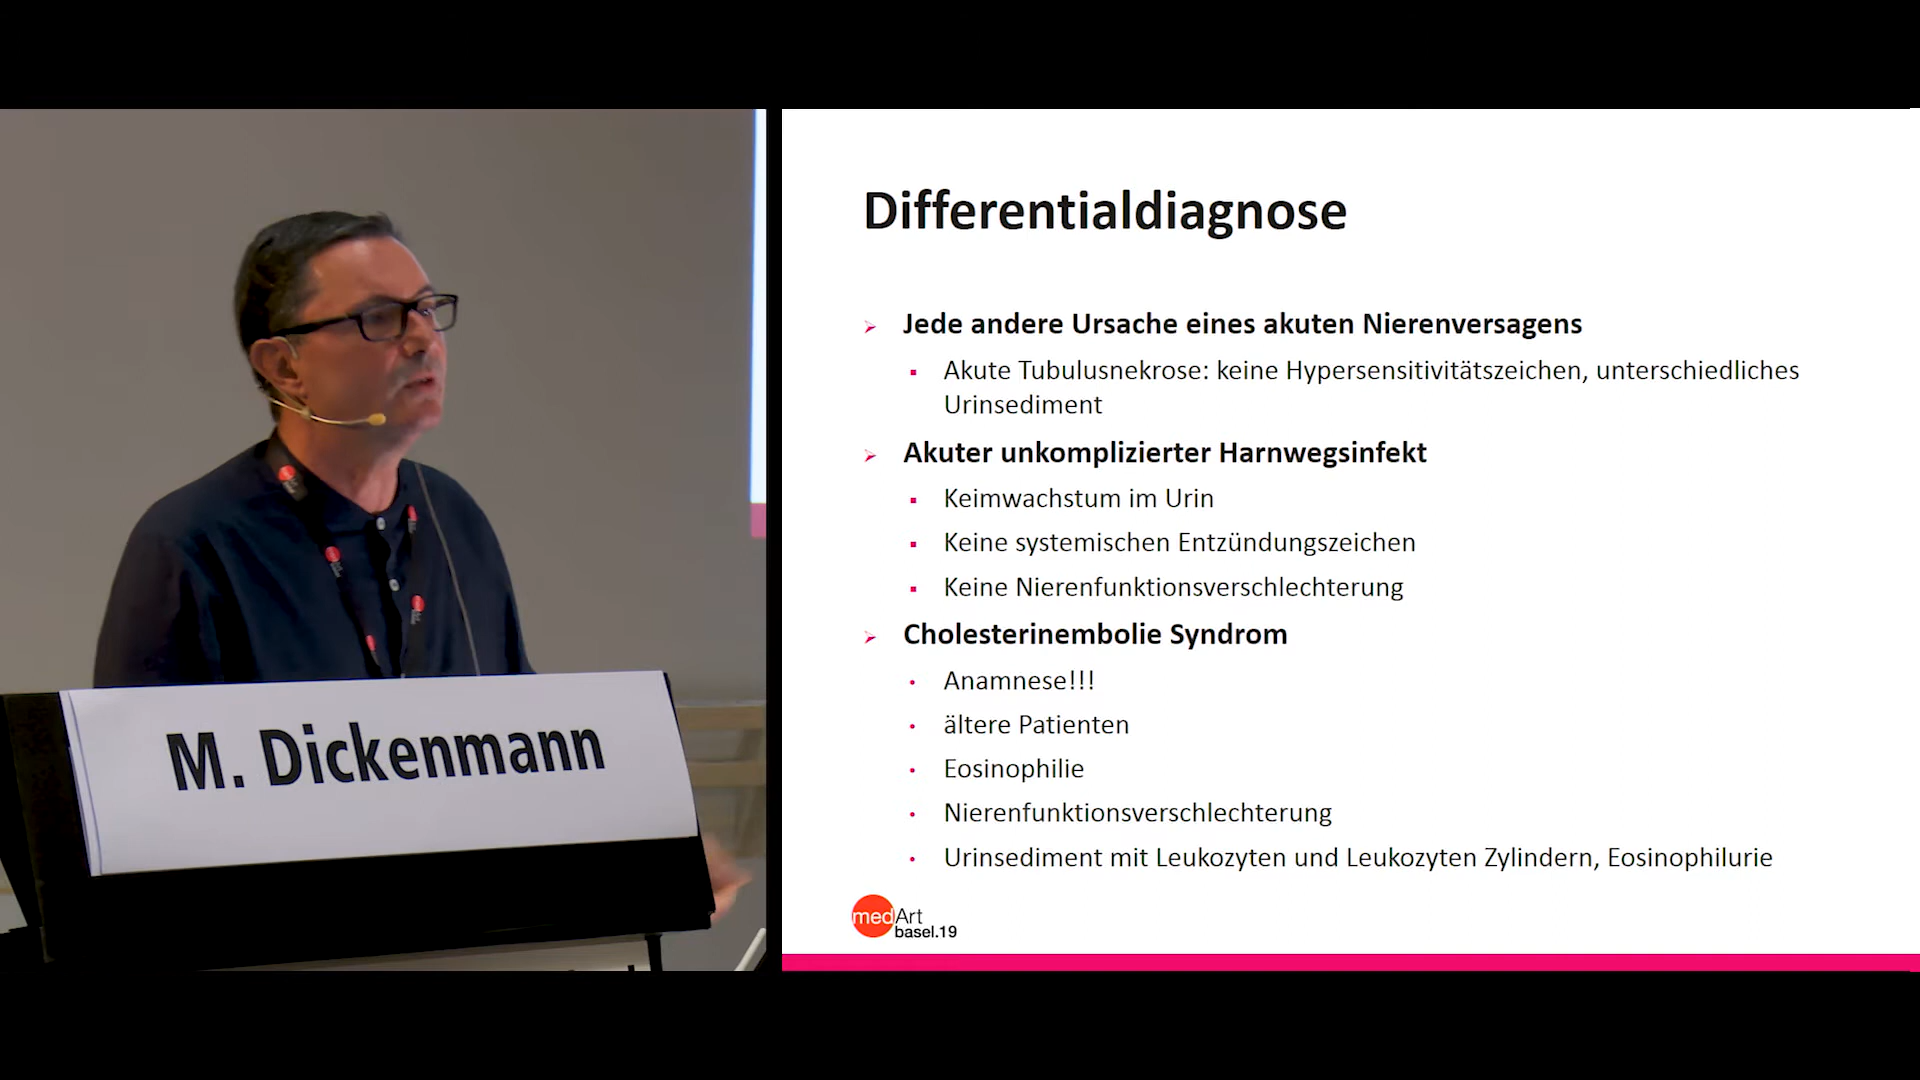 M. Dickenmann
Differentialdiagnose
Jede andere Ursache eines akuten Nierenversagens
Akute Tubulusnekrose: keine Hypersensitivitätszeichen, unterschiedliches
Urinsediment
Akuter unkomplizierter Harnwegsinfekt
Keimwachstum im Urin
Keine systemischen Entzündungszeichen
Keine Nierenfunktionsverschlechterung
Cholesterinembolie Syndrom
Anamnese!!!
ältere Patienten
Eosinophilie
Nierenfunktionsverschlechterung
Urinsediment mit Leukozyten und Leukozyten Zylindern, Eosinophilurie
medArt
basel.19